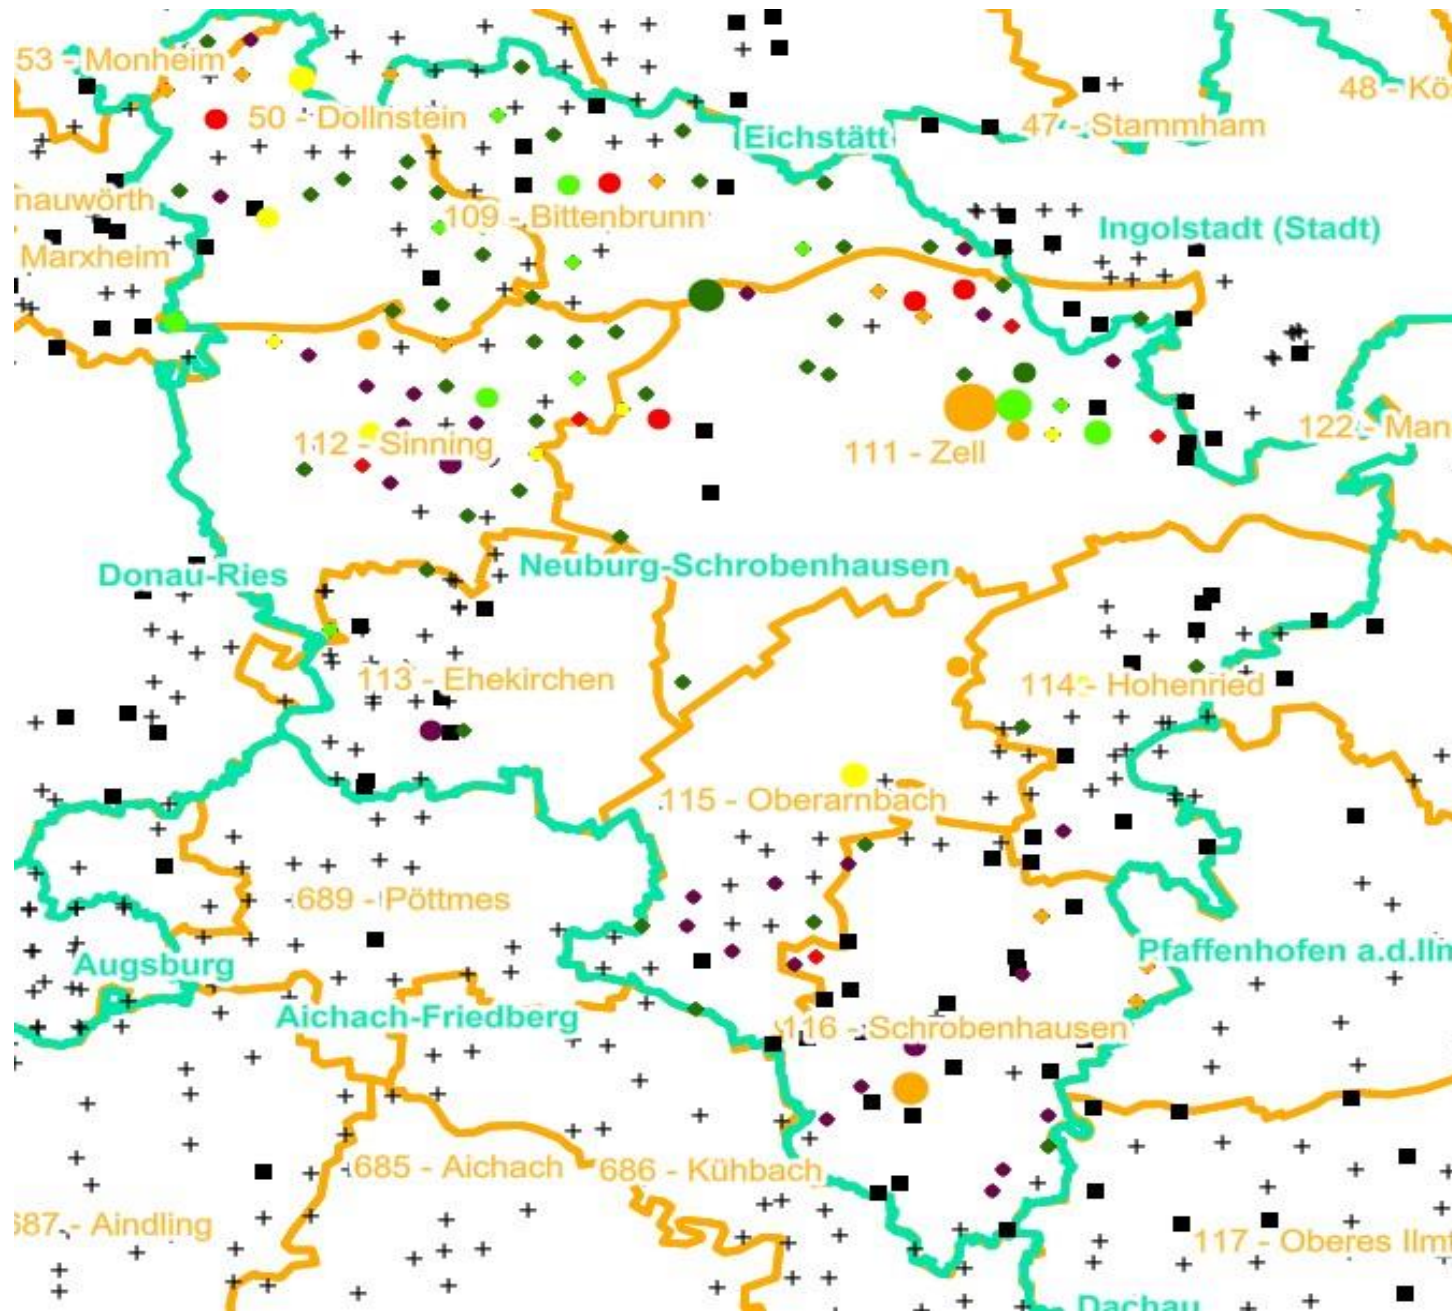 53 - Monheim
48 - Kö
50 - Dollnstein
47 - Stammham
Eichstätt
nauwörth
109 - Bittenbrunn
Ingolstadt (Stadt)
Marxheim
122 - Man
112 - Sinning
111 - Zell
Neuburg-Schrobenhausen
Donau-Ries
113 - Ehekirchen
114 - Hohenried
115 - Oberarnbach
689 - Pöttmes
Pfaffenhofen a.d.Ilm
Augsburg
Aichach-Friedberg
116 - Schrobenhausen
685 - Aichach
686 - Kühbach
687 - Aindling
117 - Oberes Ilmt
Dachau